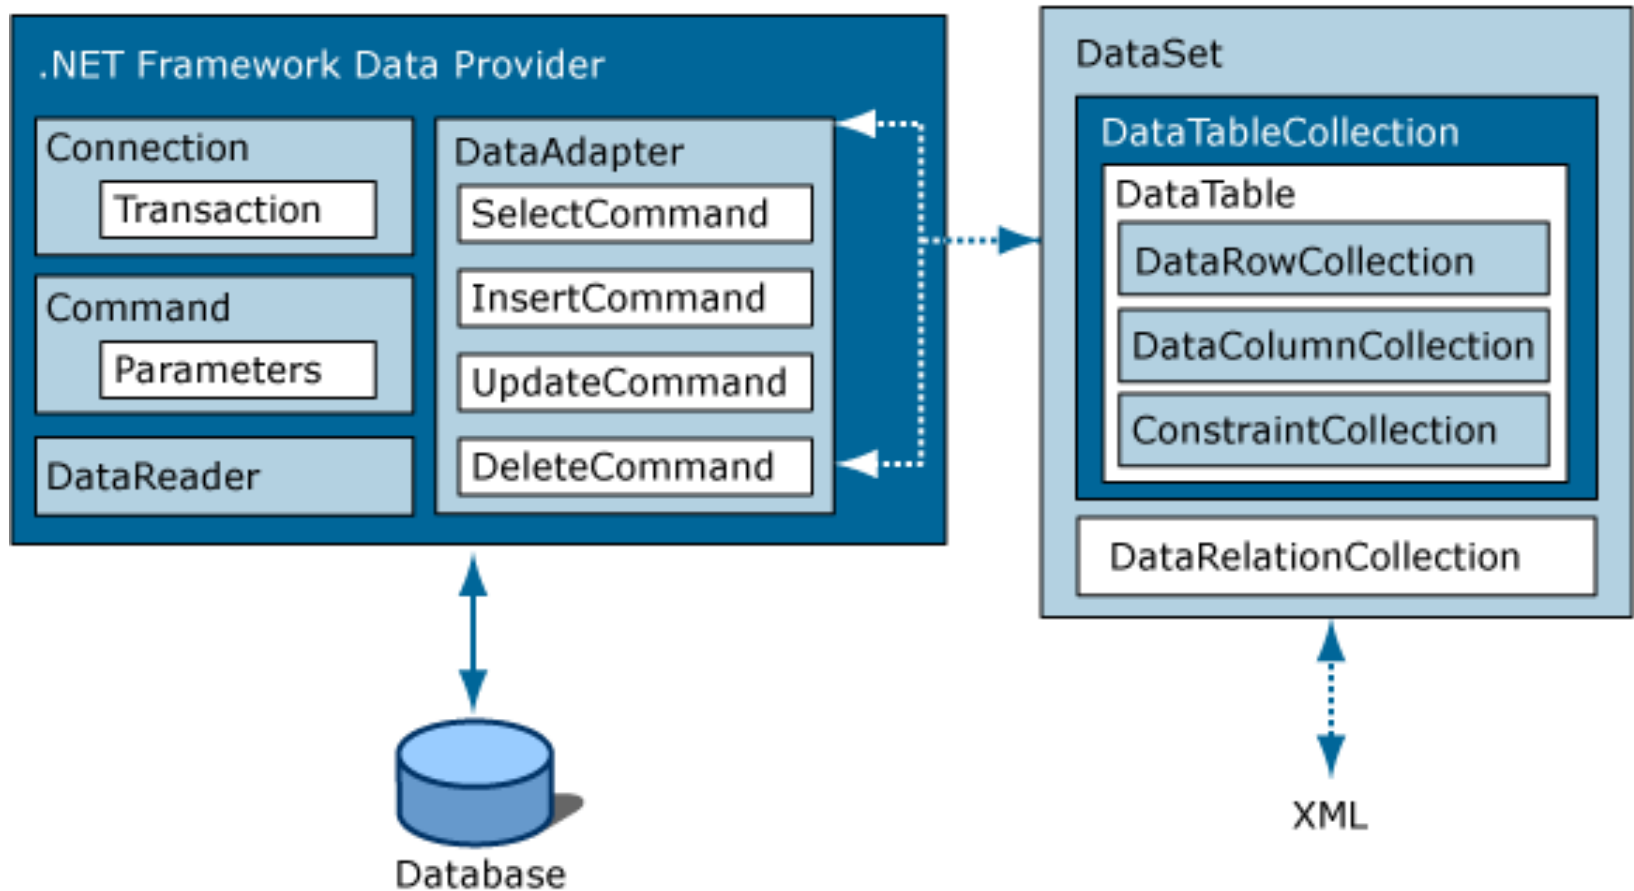 .NET Framework Data Provider
Connection
Transaction
Command
Parameters
DataReader
DataAdapter
SelectCommand
InsertCommand
UpdateCommand
DeleteCommand
Database
DataSet
DataTableCollection
DataTable
DataRowCollection
DataColumnCollection
ConstraintCollection
DataRelationCollection
XML